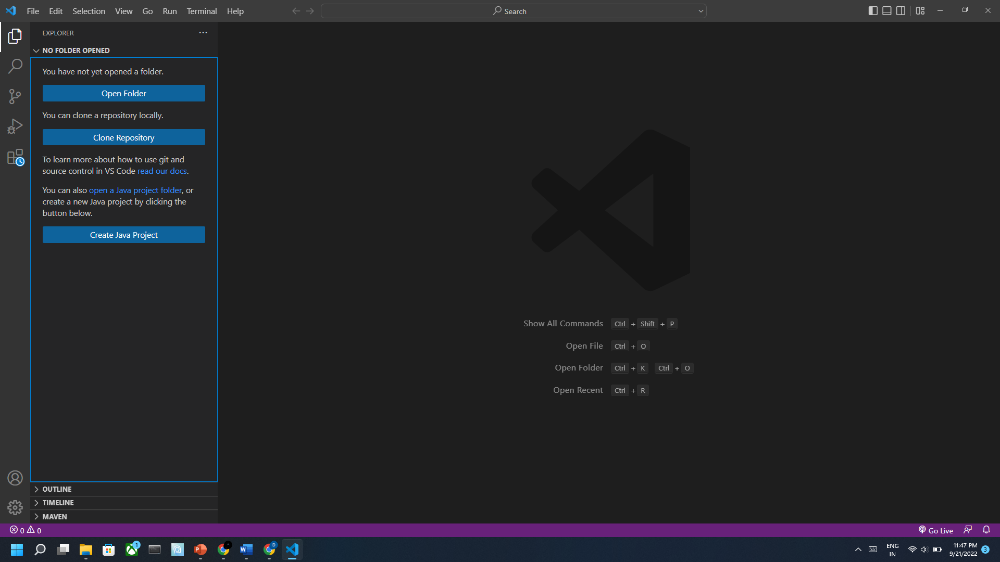 File Edit Selection View Go Run Terminal Help
Search
EXPLORER
NO FOLDER OPENED
You have not yet opened a folder.
Open Folder
You can clone a repository locally.
Clone Repository
To learn more about how to use git and
source control in VS Code read our docs.
You can also open a Java project folder, or
create a new Java project by clicking the
button below.
Create Java Project
Show All Commands Ctrl + Shift + P
Open File Ctrl + O
Open Folder Ctrl + K Ctrl + O
Open Recent Ctrl + R
OUTLINE
TIMELINE
MAVEN
0 0
Go Live
1
P
W
D
ENG
IN
11:47 PM
9/21/2022
3